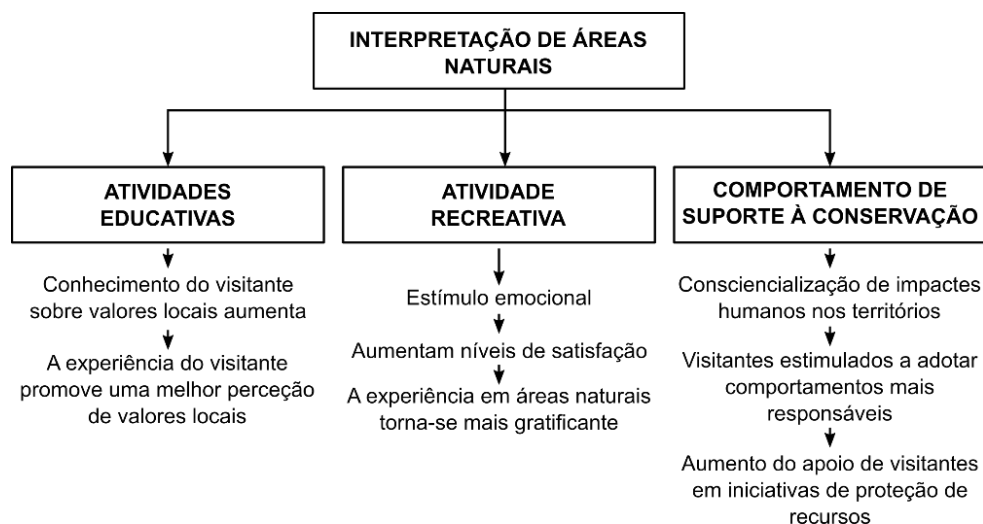 INTERPRETAÇÃO DE ÁREAS
NATURAIS
ATIVIDADES
EDUCATIVAS
Conhecimento do visitante
sobre valores locais aumenta
A experiência do visitante
promove uma melhor perceção
de valores locais
ATIVIDADE
RECREATIVA
Estímulo emocional
Aumentam níveis de satisfação
A experiência em áreas naturais
torna-se mais gratificante
COMPORTAMENTO DE
SUPORTE À CONSERVAÇÃO
Consciencialização de impactes
humanos nos territórios
Visitantes estimulados a adotar
comportamentos mais
responsáveis
Aumento do apoio de visitantes
em iniciativas de proteção de
recursos